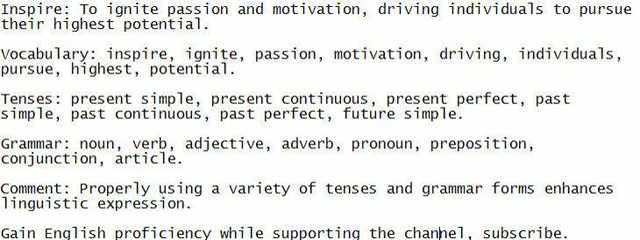 Inspire: To ignite passion and motivation, driving individuals to pursue
their highest potential.
Vocabulary: inspire, ignite, passion, motivation, driving, individuals,
pursue, highest, potential.
Tenses: present simple, present continuous, present perfect, past
simple, past continuous, past perfect, future simple.
Grammar: noun, verb, adjective, adverb, pronoun, preposition,
conjunction, article.
Comment: Properly using a variety of tenses and grammar forms enhances
linguistic expression.
Gain English proficiency while supporting the channel, subscribe.